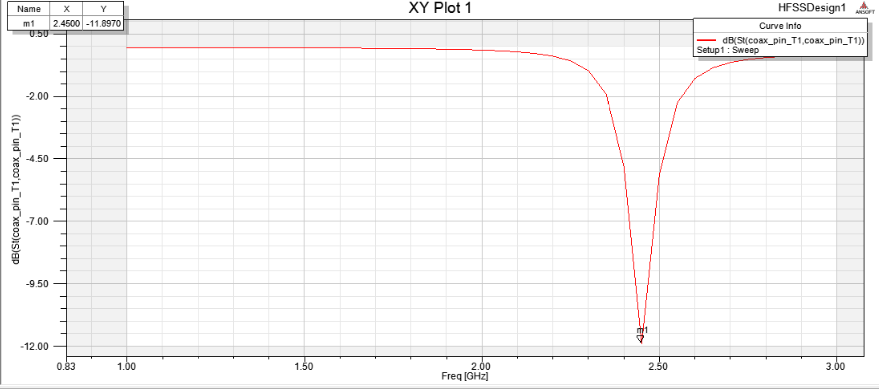 XY Plot 1
HFSSDesign1
ANSOFT
Name X Y
m1 2.4500 -11.8970
Curve Info
dB(St(coax_pin_T1,coax_pin_T1))
Setup1 : Sweep
0.50
-2.00
-4.50
-7.00
-9.50
-12.00
dB(St(coax_pin_T1,coax_pin_T1))
m1
0.83 1.00 1.50 2.00 2.50 3.00
Freq [GHz]